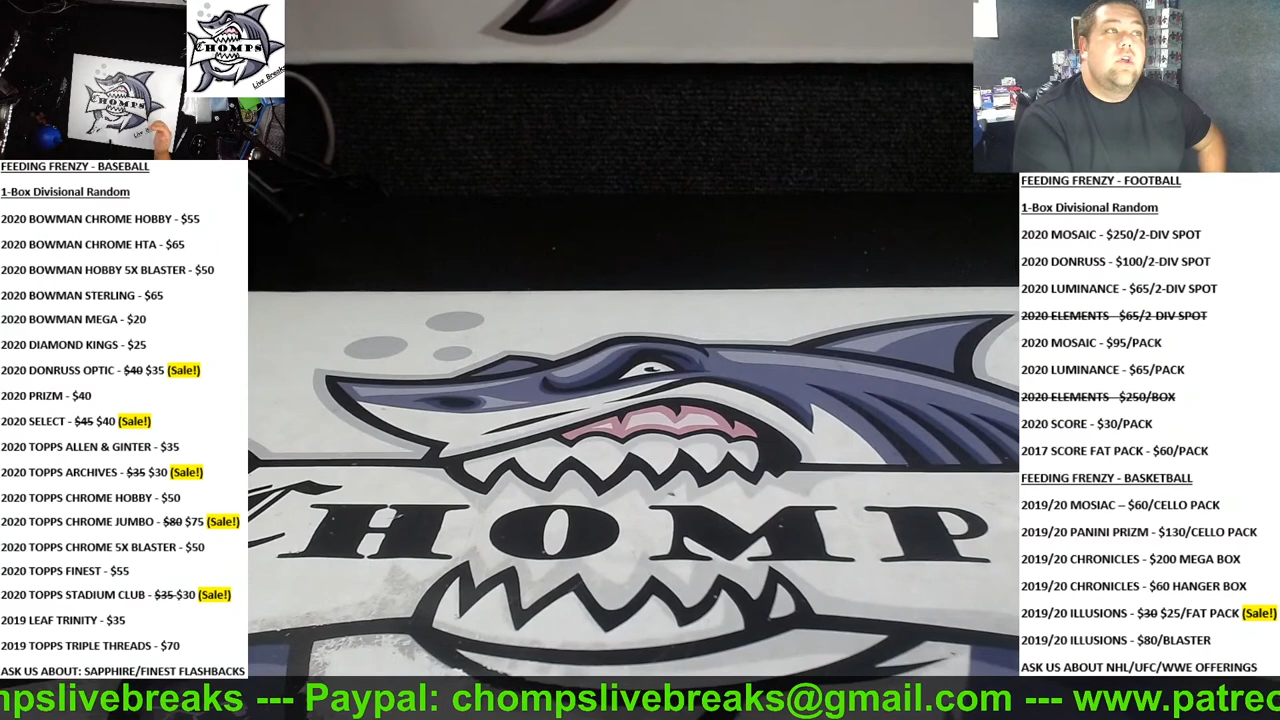 CHOMPS
Live Breaks
CHOMPS
Live
FEEDING FRENZY - BASEBALL
1-Box Divisional Random
2020 BOWMAN CHROME HOBBY - $55
2020 BOWMAN CHROME HTA - $65
2020 BOWMAN HOBBY 5X BLASTER - $50
2020 BOWMAN STERLING - $65
2020 BOWMAN MEGA - $20
2020 DIAMOND KINGS - $25
2020 DONRUSS OPTIC - $40 $35 (Sale!)
2020 PRIZM - $40
2020 SELECT - $45 $40 (Sale!)
2020 TOPPS ALLEN & GINTER - $35
2020 TOPPS ARCHIVES - $35 $30 (Sale!)
2020 TOPPS CHROME HOBBY - $50
2020 TOPPS CHROME JUMBO - $80 $75 (Sale!)
2020 TOPPS CHROME 5X BLASTER - $50
2020 TOPPS FINEST - $55
2020 TOPPS STADIUM CLUB - $35 $30 (Sale!)
2019 LEAF TRINITY - $35
2019 TOPPS TRIPLE THREADS - $70
ASK US ABOUT: SAPPHIRE/FINEST FLASHBACKS
CHOMP
FEEDING FRENZY - FOOTBALL
1-Box Divisional Random
2020 MOSAIC - $250/2-DIV SPOT
2020 DONRUSS - $100/2-DIV SPOT
2020 LUMINANCE - $65/2-DIV SPOT
2020 ELEMENTS - $65/2-DIV SPOT
2020 MOSAIC - $95/PACK
2020 LUMINANCE - $65/PACK
2020 ELEMENTS - $250/BOX
2020 SCORE - $30/PACK
2017 SCORE FAT PACK - $60/PACK
FEEDING FRENZY - BASKETBALL
2019/20 MOSIAC – $60/CELLO PACK
2019/20 PANINI PRIZM - $130/CELLO PACK
2019/20 CHRONICLES - $200 MEGA BOX
2019/20 CHRONICLES - $60 HANGER BOX
2019/20 ILLUSIONS - $30 $25/FAT PACK (Sale!)
2019/20 ILLUSIONS - $80/BLASTER
ASK US ABOUT NHL/UFC/WWE OFFERINGS
mpslivebreaks --- Paypal: chompslivebreaks@gmail.com --- www.patreo